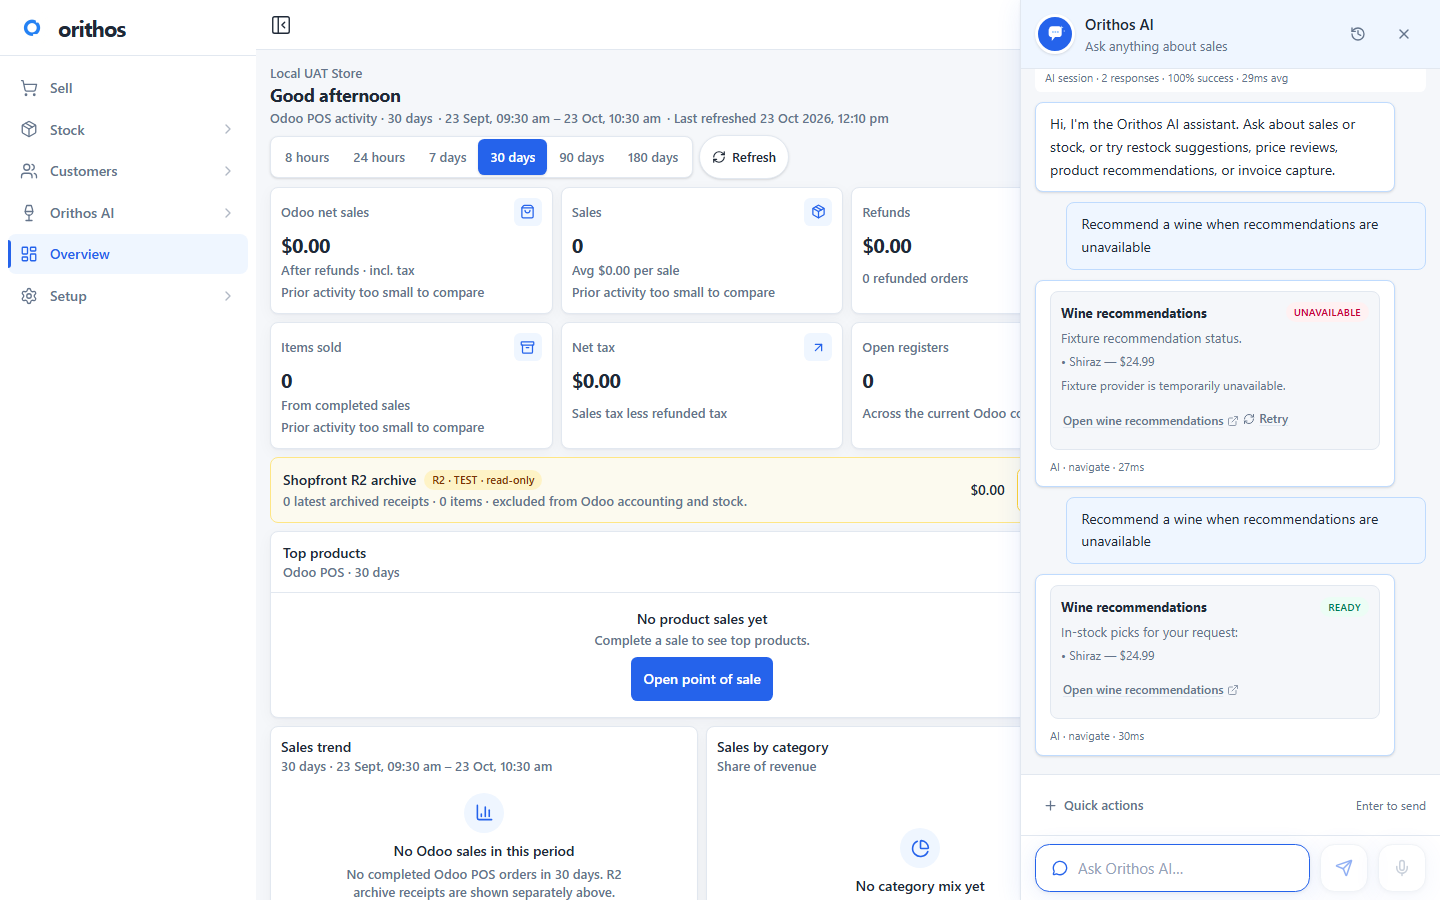 orithos
Sell
Stock
Customers
Orithos AI
Overview
Setup
Local UAT Store
Good afternoon
Odoo POS activity · 30 days · 23 Sept, 09:30 am – 23 Oct, 10:30 am · Last refreshed 23 Oct 2026, 12:10 pm
8 hours
24 hours
7 days
30 days
90 days
180 days
Refresh
Odoo net sales
$0.00
After refunds · incl. tax
Prior activity too small to compare
Sales
0
Avg $0.00 per sale
Prior activity too small to compare
Refunds
$0.00
0 refunded orders
Items sold
0
From completed sales
Prior activity too small to compare
Net tax
$0.00
Sales tax less refunded tax
Open registers
0
Across the current Odoo
Shopfront R2 archive
R2 · TEST · read-only
0 latest archived receipts · 0 items · excluded from Odoo accounting and stock.
$0.00
Top products
Odoo POS · 30 days
No product sales yet
Complete a sale to see top products.
Open point of sale
Sales trend
30 days · 23 Sept, 09:30 am – 23 Oct, 10:30 am
No Odoo sales in this period
No completed Odoo POS orders in 30 days. R2
archive receipts are shown separately above.
Sales by category
Share of revenue
No category mix yet
Orithos AI
Ask anything about sales
AI session · 2 responses · 100% success · 29ms avg
Hi, I'm the Orithos AI assistant. Ask about sales or
stock, or try restock suggestions, price reviews,
product recommendations, or invoice capture.
Recommend a wine when recommendations are
unavailable
Wine recommendations
UNAVAILABLE
Fixture recommendation status.
• Shiraz — $24.99
Fixture provider is temporarily unavailable.
Open wine recommendations
Retry
AI · navigate · 27ms
Recommend a wine when recommendations are
unavailable
Wine recommendations
READY
In-stock picks for your request:
• Shiraz — $24.99
Open wine recommendations
AI · navigate · 30ms
Quick actions
Enter to send
Ask Orithos AI...